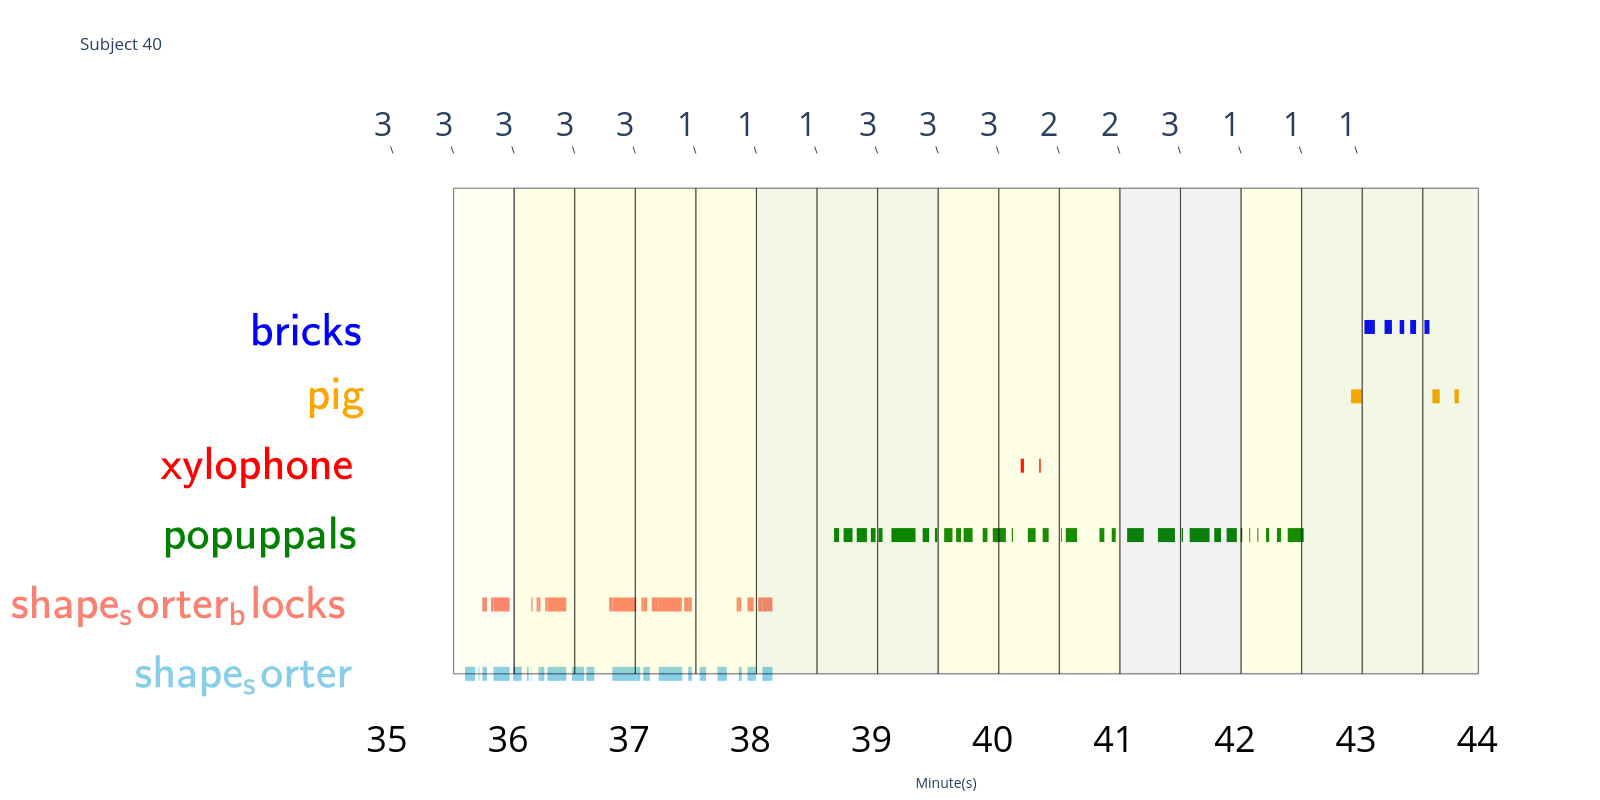 Subject 40
3 3 3 3 3 1 1 1 3 3 3 2 2 3 1 1 1
bricks
pig
xylophone
popuppals
shapesorterblocks
shapesorter
35 36 37 38 39 40 41 42 43 44
Minute(s)